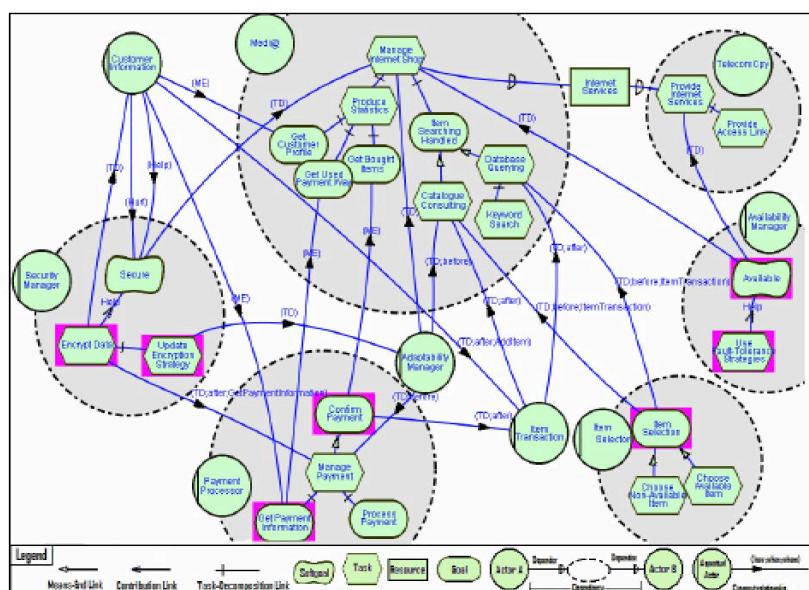 Customer
Information
Medi@
Manage
Internet Shop
Internet
Services
TelecomCpy
Provide
Internet
Services
Provide
Access Link
(TD)
(ME)
(TD)
Produce
Statistics
Get
Customer
Profile
Get Used
Payment Way
Get Bought
Items
Item
Searching
Handled
Database
Querying
Catalogue
Consulting
Keyword
Search
(TD)
(TD)
(Hurt)
(Help)
(TD)
(ME)
(ME)
(TD;after)
(TD;before)
Availability
Manager
Available
Help
Use
Fault-Tolerance
Strategies
Security
Manager
Secure
Help
Encrypt Data
Update
Encryption
Strategy
(ME)
(TD)
(TD;after)
(TD;before;ItemTransaction)
(TD;before;ItemTransaction)
(TD;after;AddItem)
Adaptability
Manager
(TD;after;GetPaymentInformation)
Confirm
Payment
(TD;after)
Item
Transaction
Item
Selector
Item
Selection
Choose
Non-Available
Item
Choose
Available
Item
Payment
Processor
Manage
Payment
Get Payment
Information
Process
Payment
Legend
Means-End Link
Contribution Link
Task-Decomposition Link
Softgoal
Task
Resource
Goal
Actor A
Depender
Dependency
Actor B
Aspectual
Actor